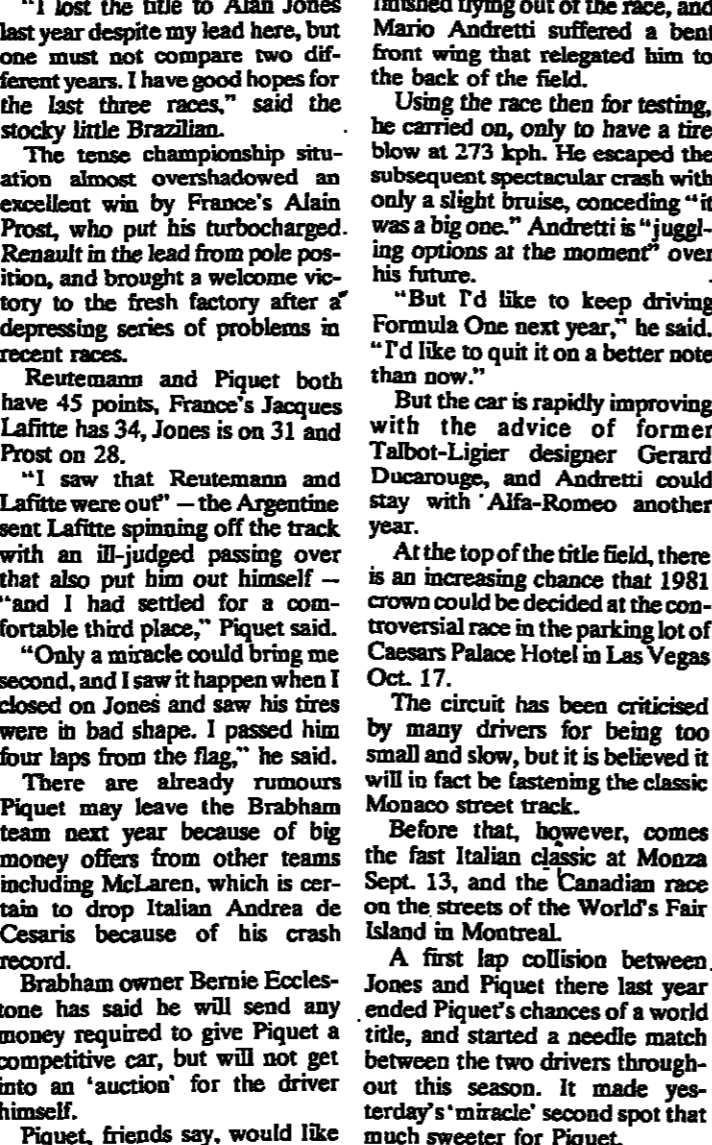 "I lost the title to Alan Jones
last year despite my lead here, but
one must not compare two dif-
ferent years. I have good hopes for
the last three races," said the
stocky little Brazilian.
The tense championship situ-
ation almost overshadowed an
excellent win by France's Alain
Prost, who put his turbocharged
Renault in the lead from pole pos-
ition, and brought a welcome vic-
tory to the fresh factory after a
depressing series of problems in
recent races.
Reutemann and Piquet both
have 45 points, France's Jacques
Lafitte has 34, Jones is on 31 and
Prost on 28.
"I saw that Reutemann and
Lafitte were out" — the Argentine
sent Lafitte spinning off the track
with an ill-judged passing over
that also put him out himself —
"and I had settled for a com-
fortable third place," Piquet said.
"Only a miracle could bring me
second, and I saw it happen when I
closed on Jones and saw his tires
were in bad shape. I passed him
four laps from the flag," he said.
There are already rumours
Piquet may leave the Brabham
team next year because of big
money offers from other teams
including McLaren, which is cer-
tain to drop Italian Andrea de
Cesaris because of his crash
record.
Brabham owner Bernie Eccles-
tone has said he will send any
money required to give Piquet a
competitive car, but will not get
into an 'auction' for the driver
himself.
Piquet, friends say, would like
finished flying out of the race, and
Mario Andretti suffered a bent
front wing that relegated him to
the back of the field.
Using the race then for testing,
he carried on, only to have a tire
blow at 273 kph. He escaped the
subsequent spectacular crash with
only a slight bruise, conceding "it
was a big one." Andretti is "juggl-
ing options at the moment" over
his future.
"But I'd like to keep driving
Formula One next year," he said.
"I'd like to quit it on a better note
than now."
But the car is rapidly improving
with the advice of former
Talbot-Ligier designer Gerard
Ducarouge, and Andretti could
stay with Alfa-Romeo another
year.
At the top of the title field, there
is an increasing chance that 1981
crown could be decided at the con-
troversial race in the parking lot of
Caesars Palace Hotel in Las Vegas
Oct. 17.
The circuit has been criticised
by many drivers for being too
small and slow, but it is believed it
will in fact be fastening the classic
Monaco street track.
Before that, however, comes
the fast Italian classic at Monza
Sept. 13, and the Canadian race
on the streets of the World's Fair
Island in Montreal.
A first lap collision between
Jones and Piquet there last year
ended Piquet's chances of a world
title, and started a needle match
between the two drivers through-
out this season. It made yes-
terday's 'miracle' second spot that
much sweeter for Piquet.